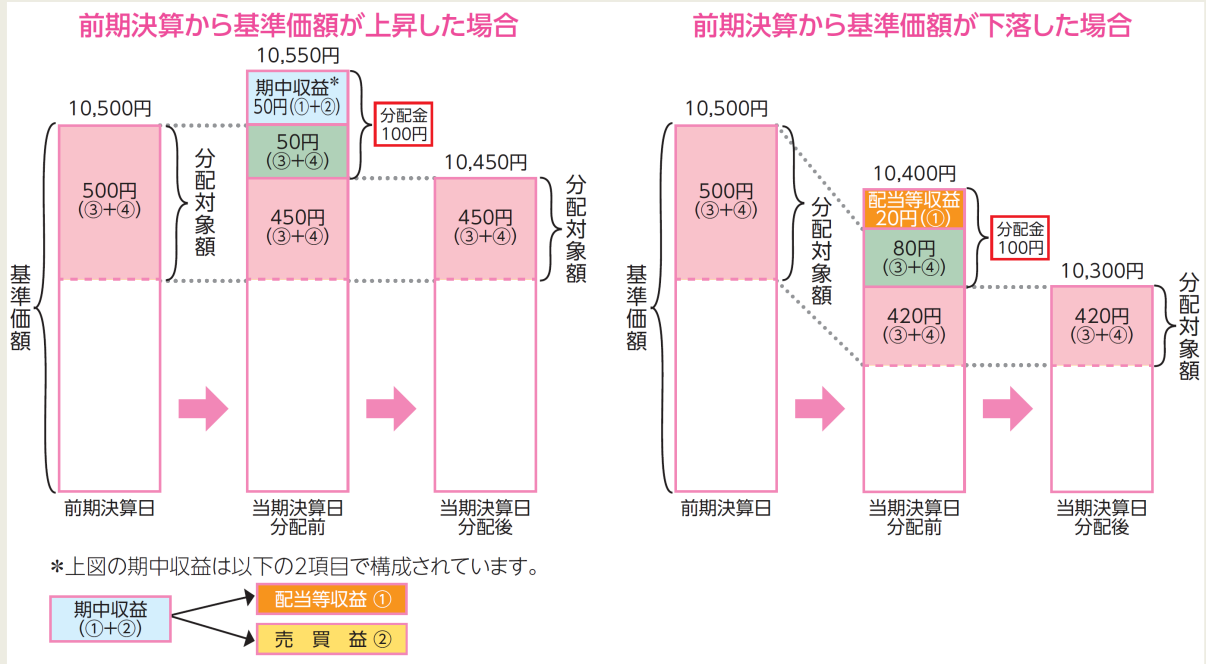 前期決算から基準価額が上昇した場合
10,500円
500円
(③+④)
分配対象額
基準価額
前期決算日
10,550円
期中収益*
50円(①+②)
50円
(③+④)
450円
(③+④)
分配金
100円
当期決算日
分配前
10,450円
450円
(③+④)
分配対象額
当期決算日
分配後
*上図の期中収益は以下の2項目で構成されています。
期中収益
(①+②)
配当等収益 ①
売 買 益 ②
前期決算から基準価額が下落した場合
10,500円
500円
(③+④)
分配対象額
基準価額
前期決算日
10,400円
配当等収益
20円(①)
80円
(③+④)
420円
(③+④)
分配金
100円
当期決算日
分配前
10,300円
420円
(③+④)
分配対象額
当期決算日
分配後